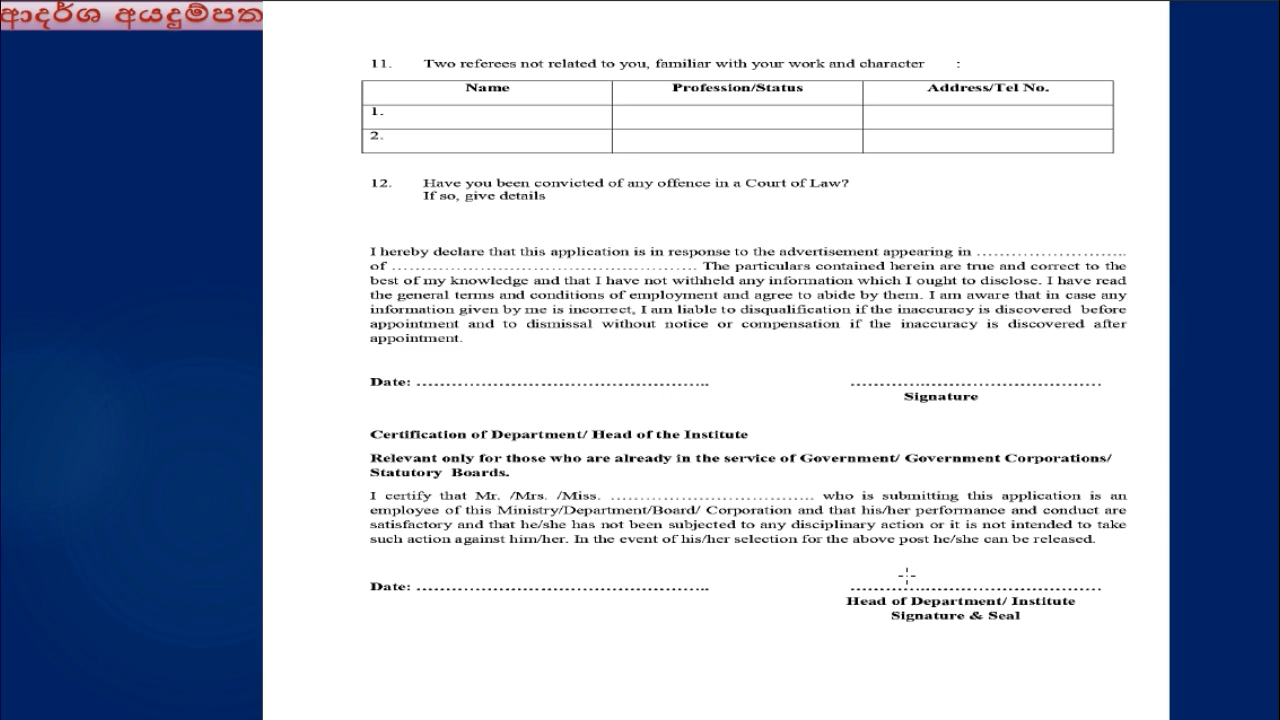 ආදර්ශ අයදුම්පත
11. Two referees not related to you, familiar with your work and character :
Name Profession/Status Address/Tel No.
1.
2.
12. Have you been convicted of any offence in a Court of Law?
If so, give details
I hereby declare that this application is in response to the advertisement appearing in ……………………..
of ……………………………………………. The particulars contained herein are true and correct to the
best of my knowledge and that I have not withheld any information which I ought to disclose. I have read
the general terms and conditions of employment and agree to abide by them. I am aware that in case any
information given by me is incorrect, I am liable to disqualification if the inaccuracy is discovered before
appointment and to dismissal without notice or compensation if the inaccuracy is discovered after
appointment.
Date: ………………………………………….. ……………………………………
Signature
Certification of Department/ Head of the Institute
Relevant only for those who are already in the service of Government/ Government Corporations/
Statutory Boards.
I certify that Mr. /Mrs. /Miss. …………………………….. who is submitting this application is an
employee of this Ministry/Department/Board/ Corporation and that his/her performance and conduct are
satisfactory and that he/she has not been subjected to any disciplinary action or it is not intended to take
such action against him/her. In the event of his/her selection for the above post he/she can be released.
Date: ………………………………………….. ……………………………………
Head of Department/ Institute
Signature & Seal